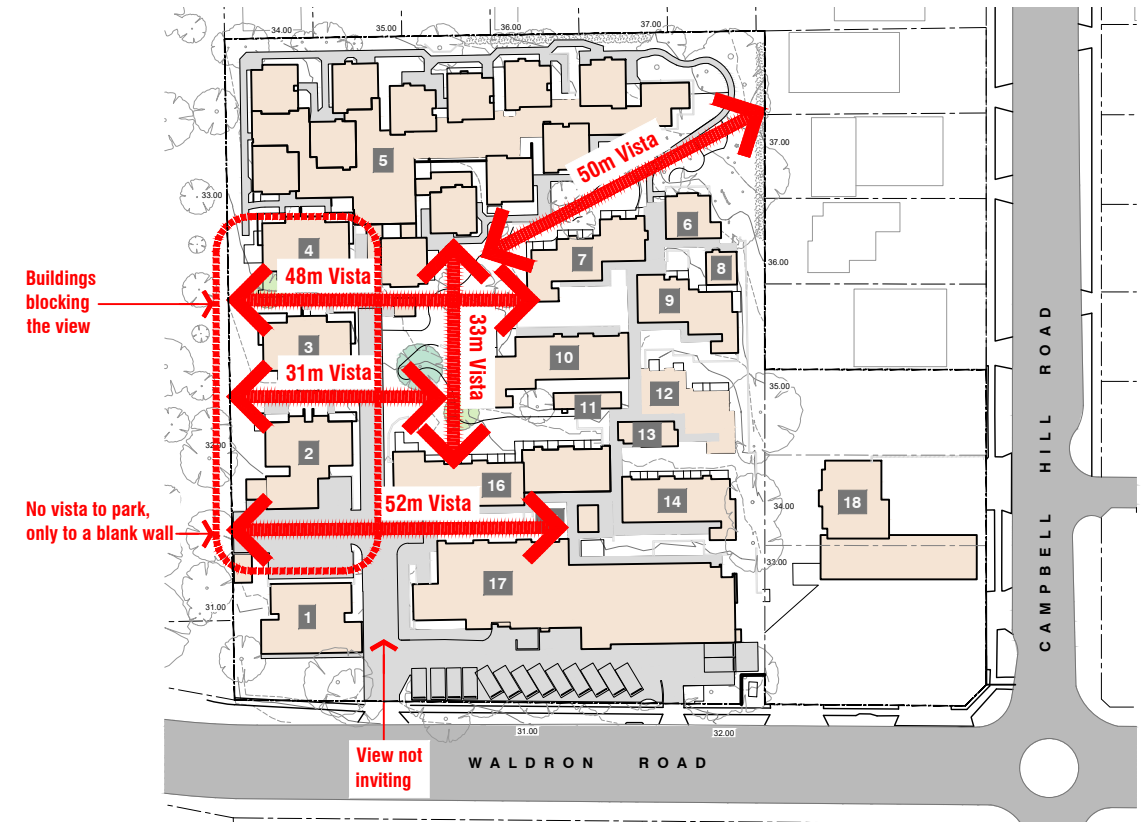 34.00
35.00
36.00
37.00
50m Vista
37.00
5
33.00
6
4
7
36.00
8
48m Vista
Buildings
blocking
the view
9
33m Vista
3
10
31m Vista
35.00
12
11
13
32.00
2
16
14
18
52m Vista
34.00
No vista to park,
only to a blank wall
33.00
17
31.00
1
CAMPBELL HILL ROAD
31.00
32.00
View not
inviting
WALDRON ROAD